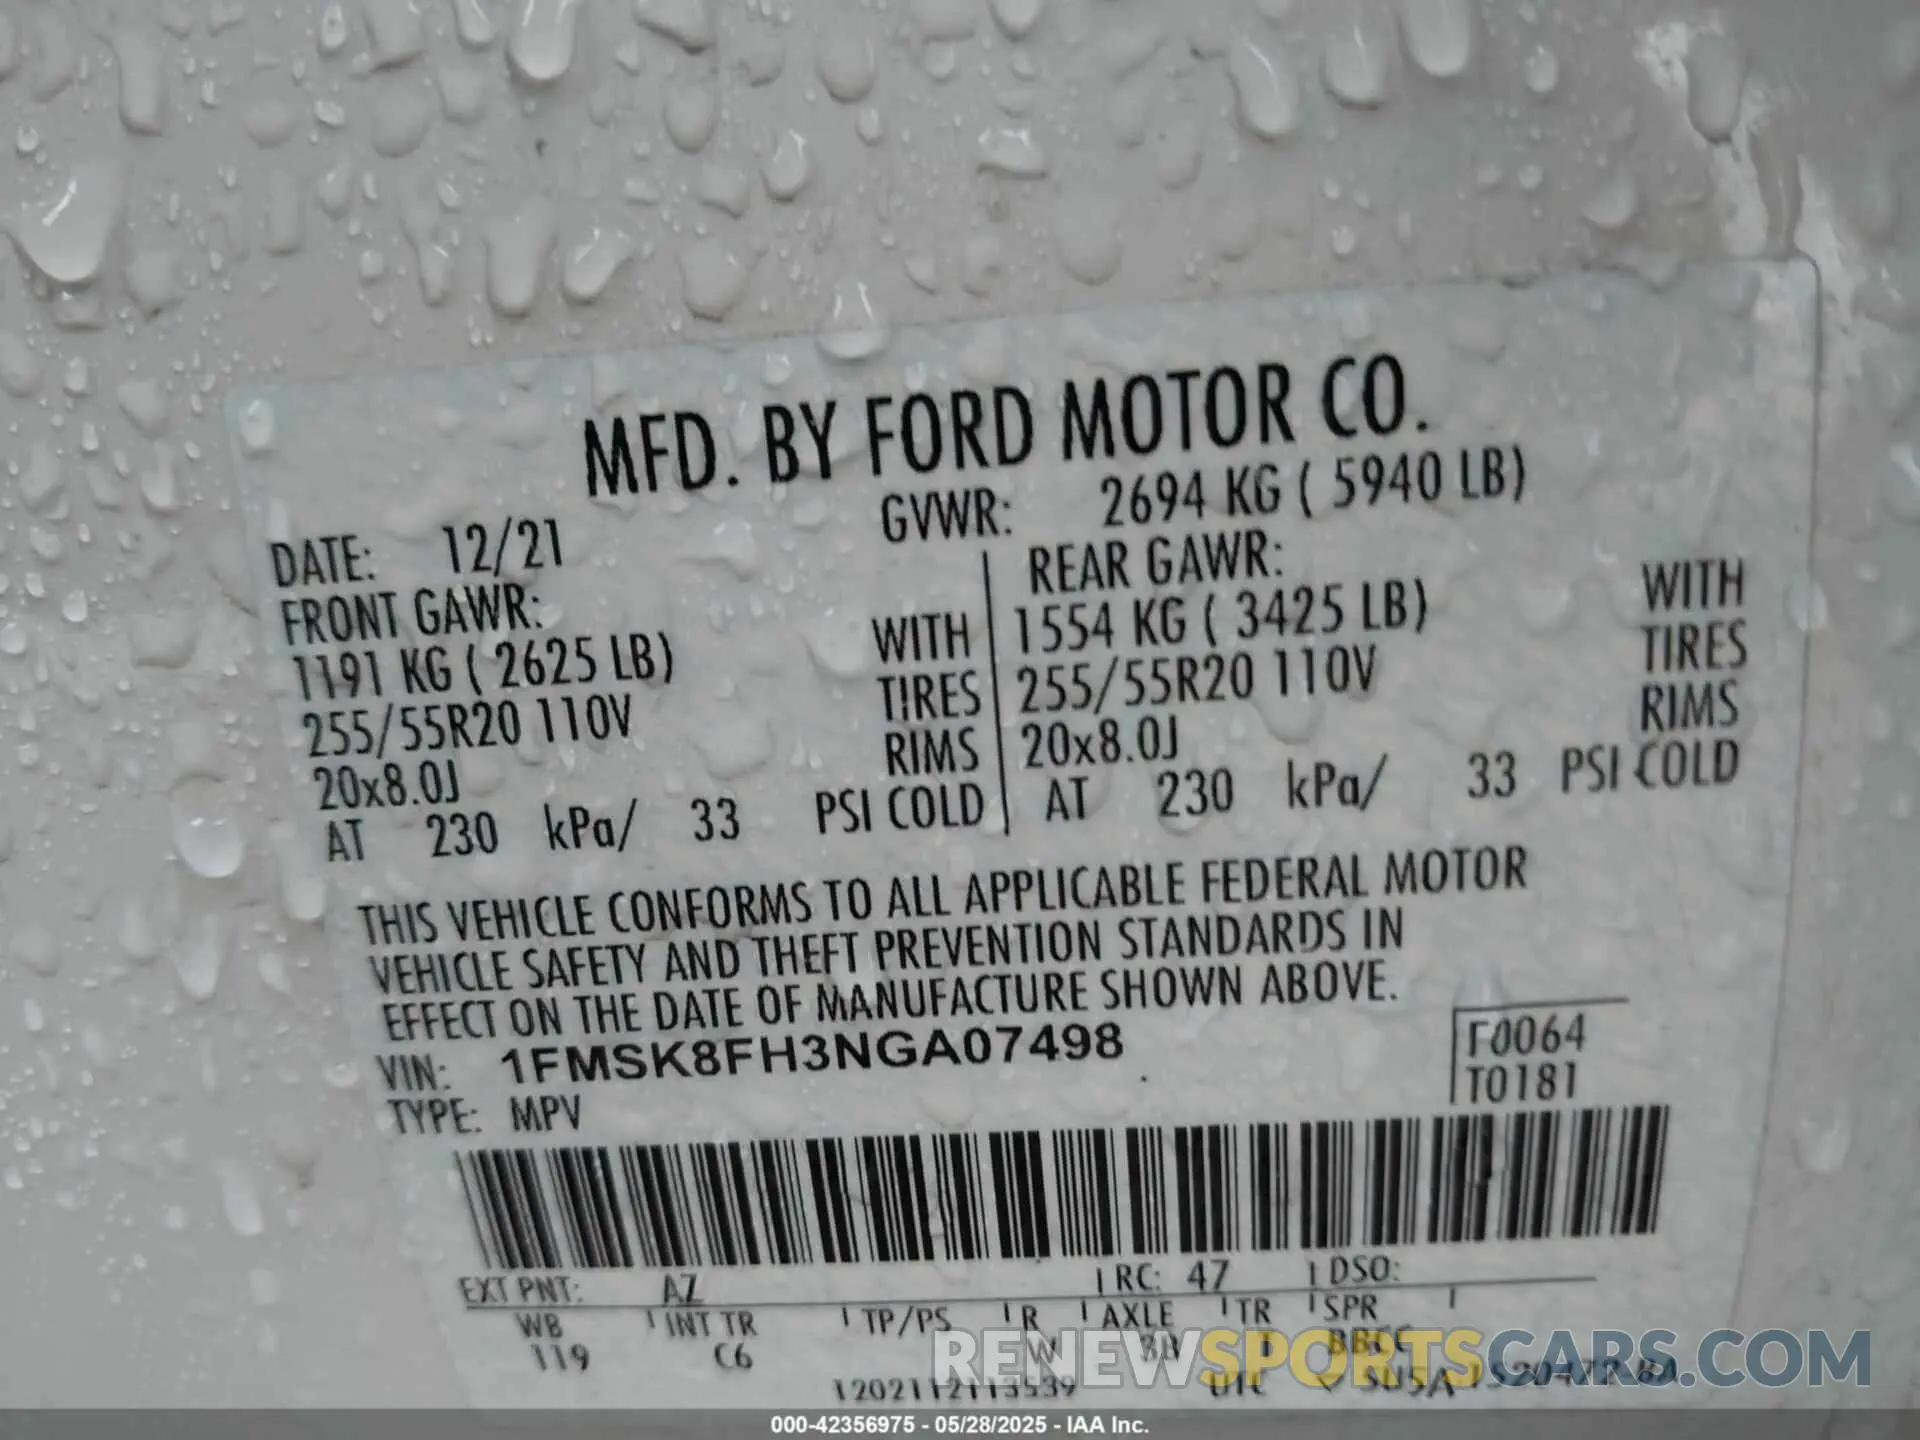 MFD. BY FORD MOTOR CO.
DATE: 12/21 GVWR: 2694 KG ( 5940 LB)
FRONT GAWR: REAR GAWR:
1191 KG ( 2625 LB) WITH 1554 KG ( 3425 LB) WITH
255/55R20 110V TIRES 255/55R20 110V TIRES
20x8.0J RIMS 20x8.0J RIMS
AT 230 kPa/ 33 PSI COLD AT 230 kPa/ 33 PSI COLD
THIS VEHICLE CONFORMS TO ALL APPLICABLE FEDERAL MOTOR
VEHICLE SAFETY AND THEFT PREVENTION STANDARDS IN
EFFECT ON THE DATE OF MANUFACTURE SHOWN ABOVE.
VIN: 1FMSK8FH3NGA07498 F0064
TYPE: MPV T0181
EXT PNT: AZ RC: 47 DSO:
WB INT TR TP/PS R AXLE TR SPR
119 C6 W 3B BBCC
RENEWSPORTSCARS.COM
000-42356975 - 05/28/2025 - IAA Inc.